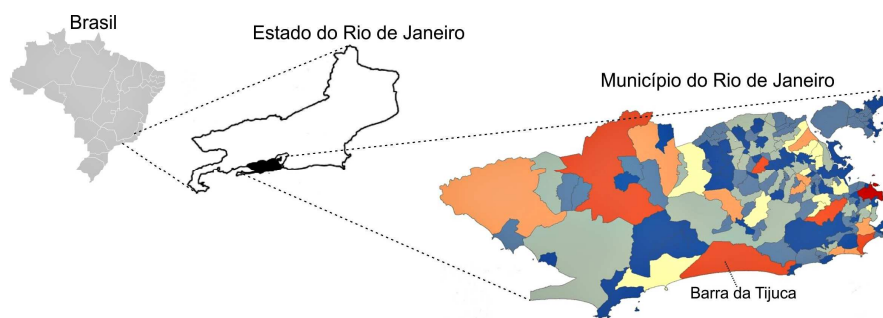 Brasil
Estado do Rio de Janeiro
Município do Rio de Janeiro
Barra da Tijuca